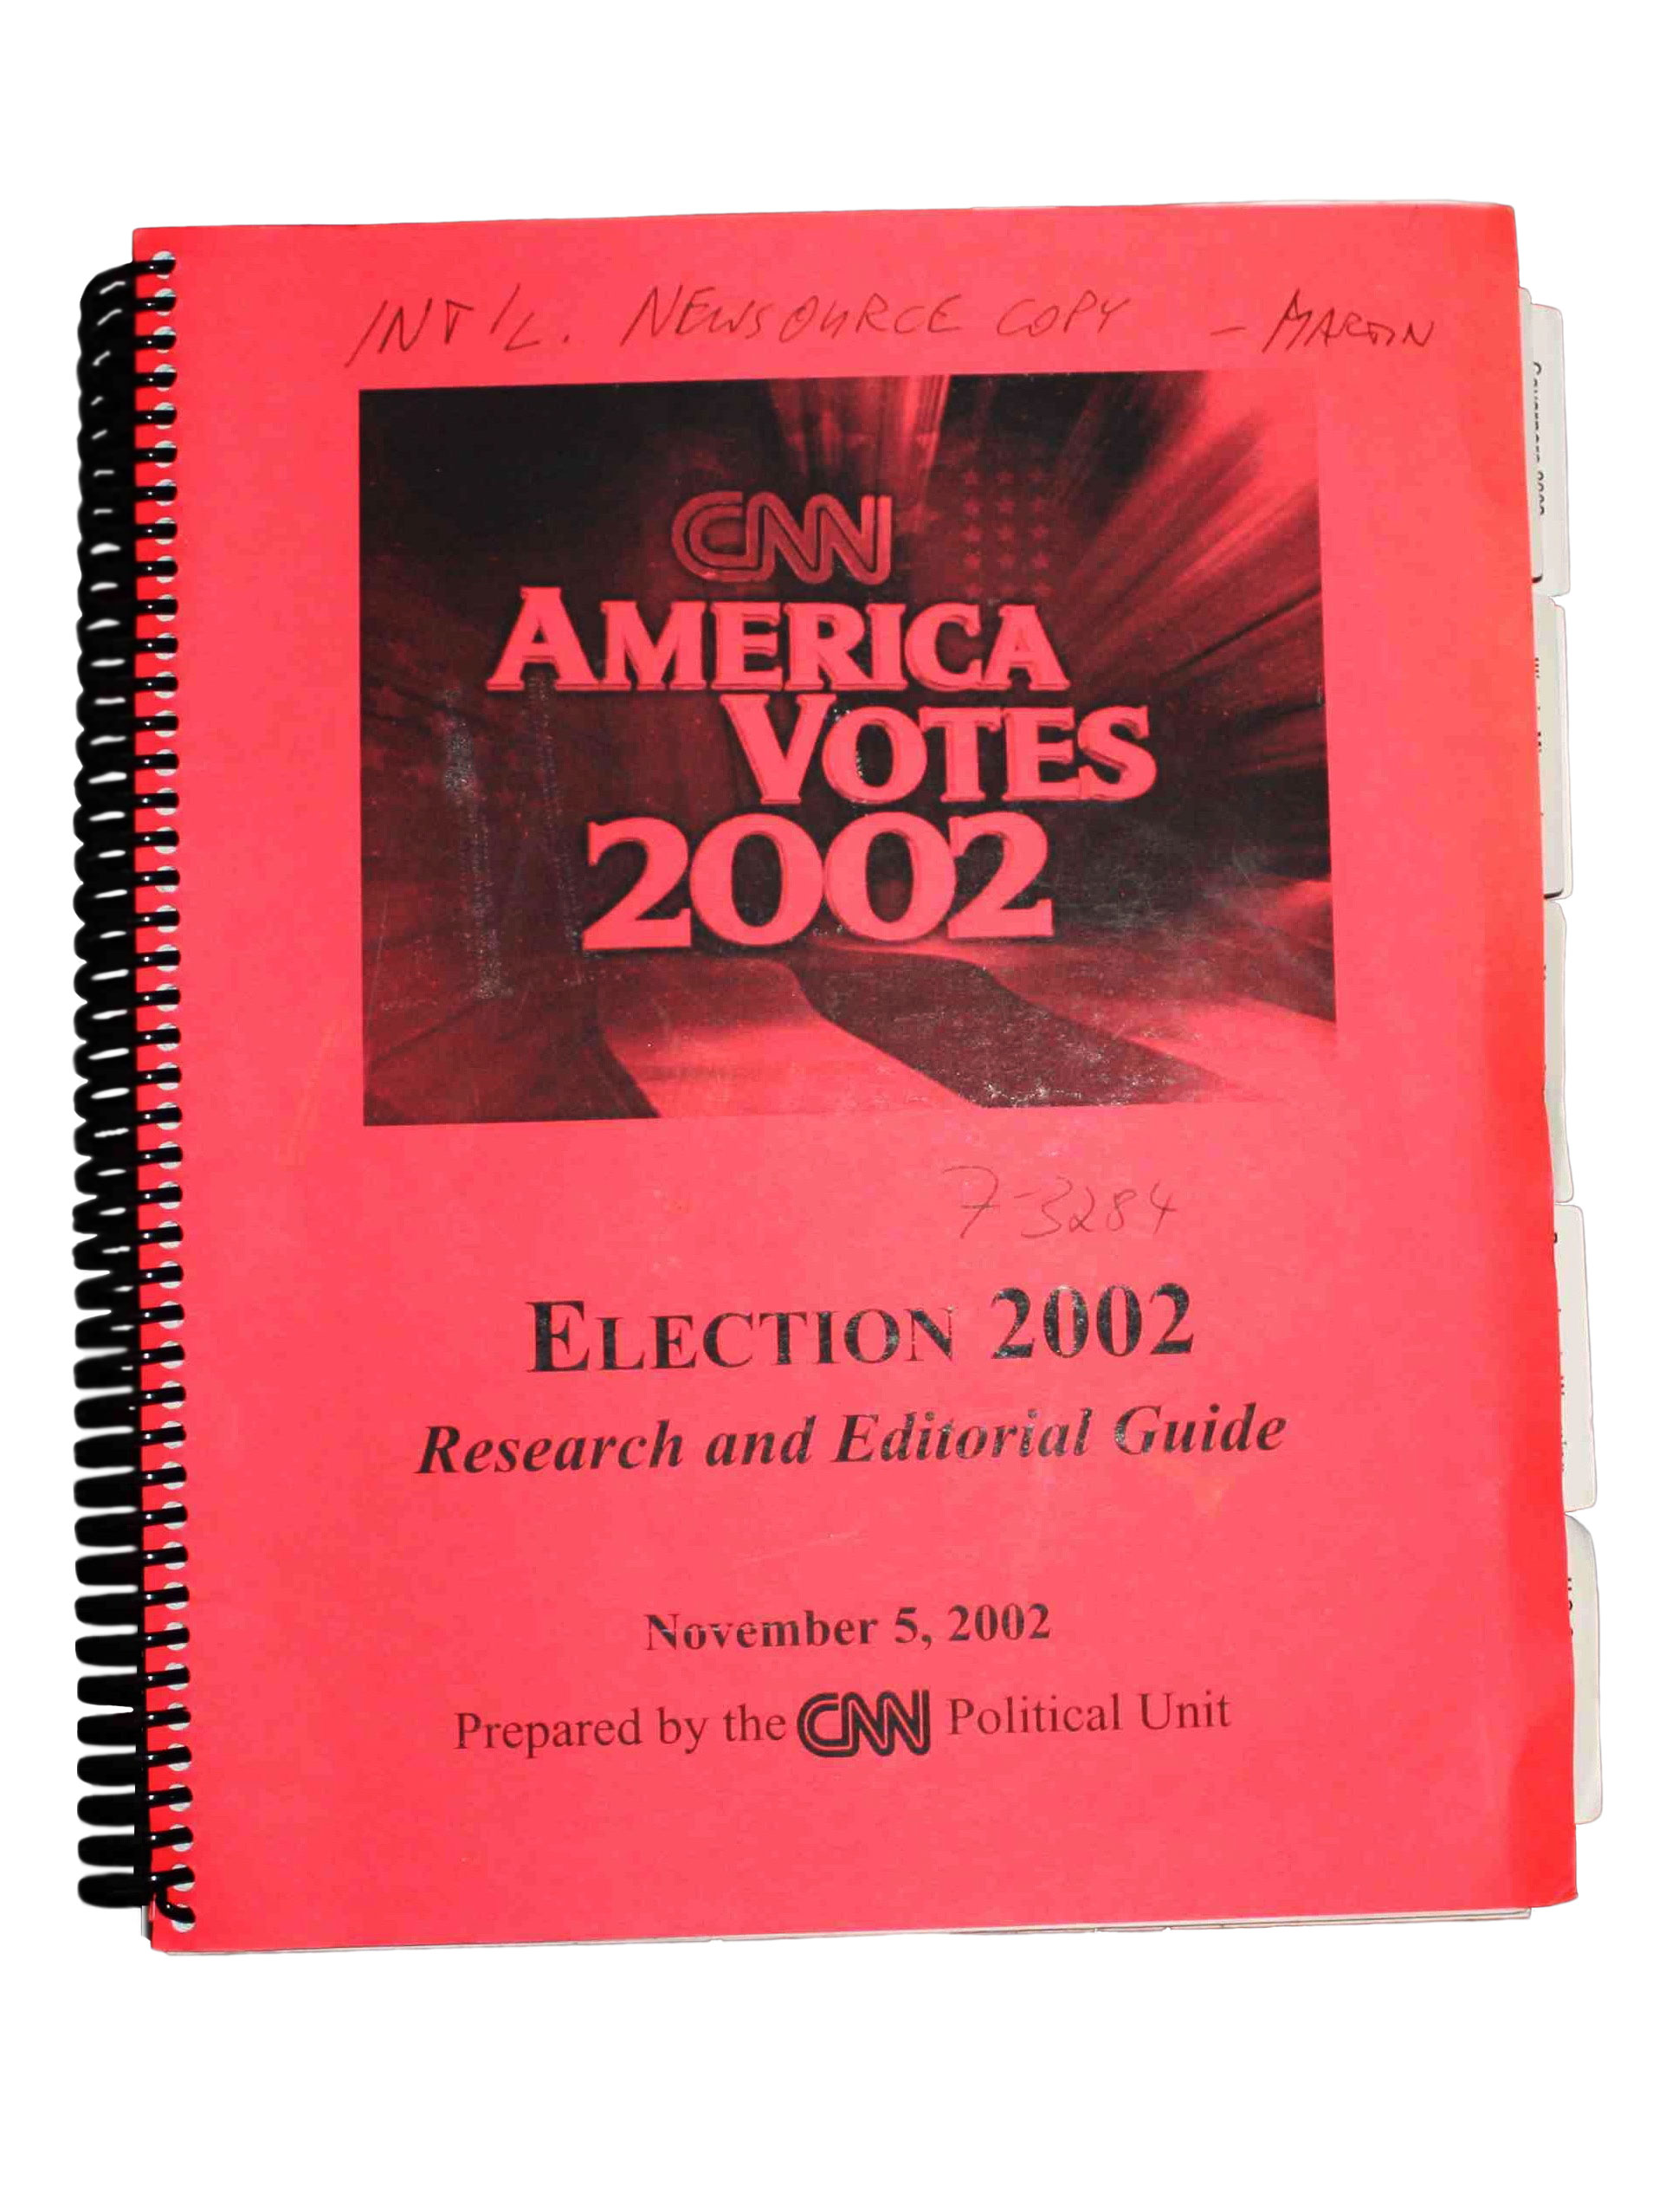 INT'L. NEWSOURCE COPY - MARTIN
CNN
AMERICA
VOTES
2002
7-3284
ELECTION 2002
Research and Editorial Guide
November 5, 2002
Prepared by the CNN Political Unit